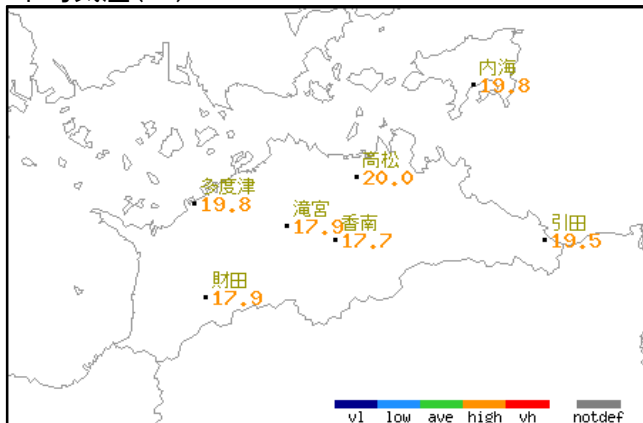 内海
19.8
高松
20.0
多度津
19.8
滝宮
17.9
香南
17.7
引田
19.5
財田
17.9
vl low ave high vh notdef